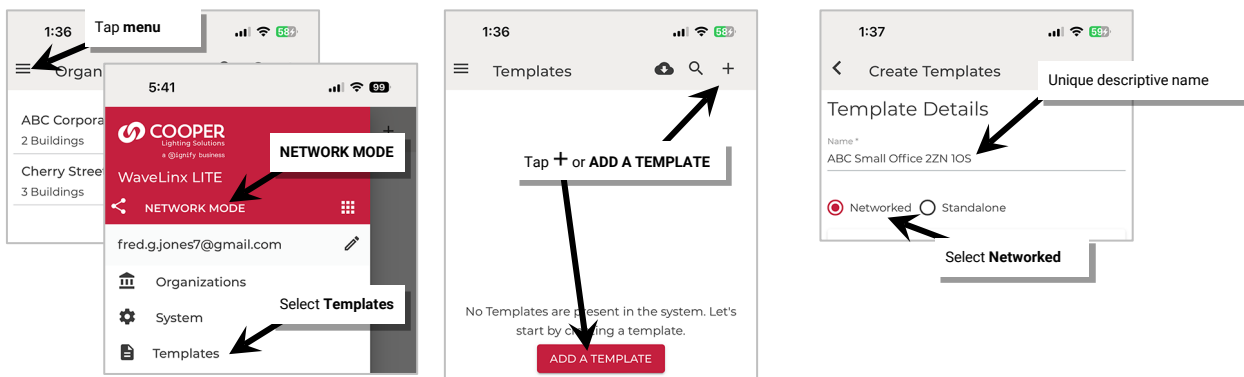 1:36
58
Tap menu
Organ
ABC Corpora
2 Buildings
Cherry Stree
3 Buildings
5:41
99
COOPER
Lighting Solutions
a Signify business
NETWORK MODE
WaveLinx LITE
NETWORK MODE
fred.g.jones7@gmail.com
Organizations
System
Select Templates
Templates
1:36
58
Templates
Tap + or ADD A TEMPLATE
No Templates are present in the system. Let's
start by creating a template.
ADD A TEMPLATE
1:37
59
Create Templates
Unique descriptive name
Template Details
Name *
ABC Small Office 2ZN 1OS
Networked
Standalone
Select Networked